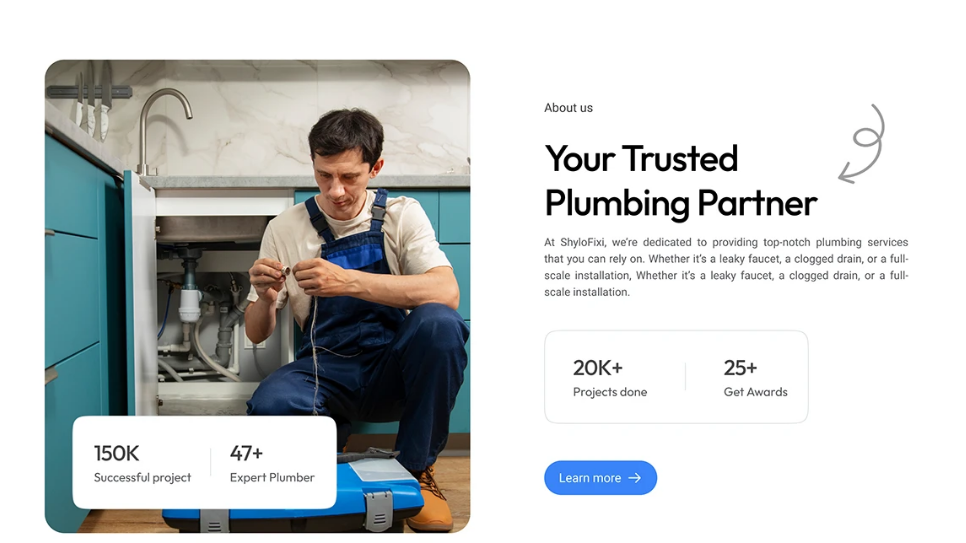 About us
Your Trusted
Plumbing Partner
At ShyloFixi, we're dedicated to providing top-notch plumbing services
that you can rely on. Whether it's a leaky faucet, a clogged drain, or a full-
scale installation, Whether it's a leaky faucet, a clogged drain, or a full-
scale installation.
20K+
Projects done
25+
Get Awards
Learn more
150K
Successful project
47+
Expert Plumber